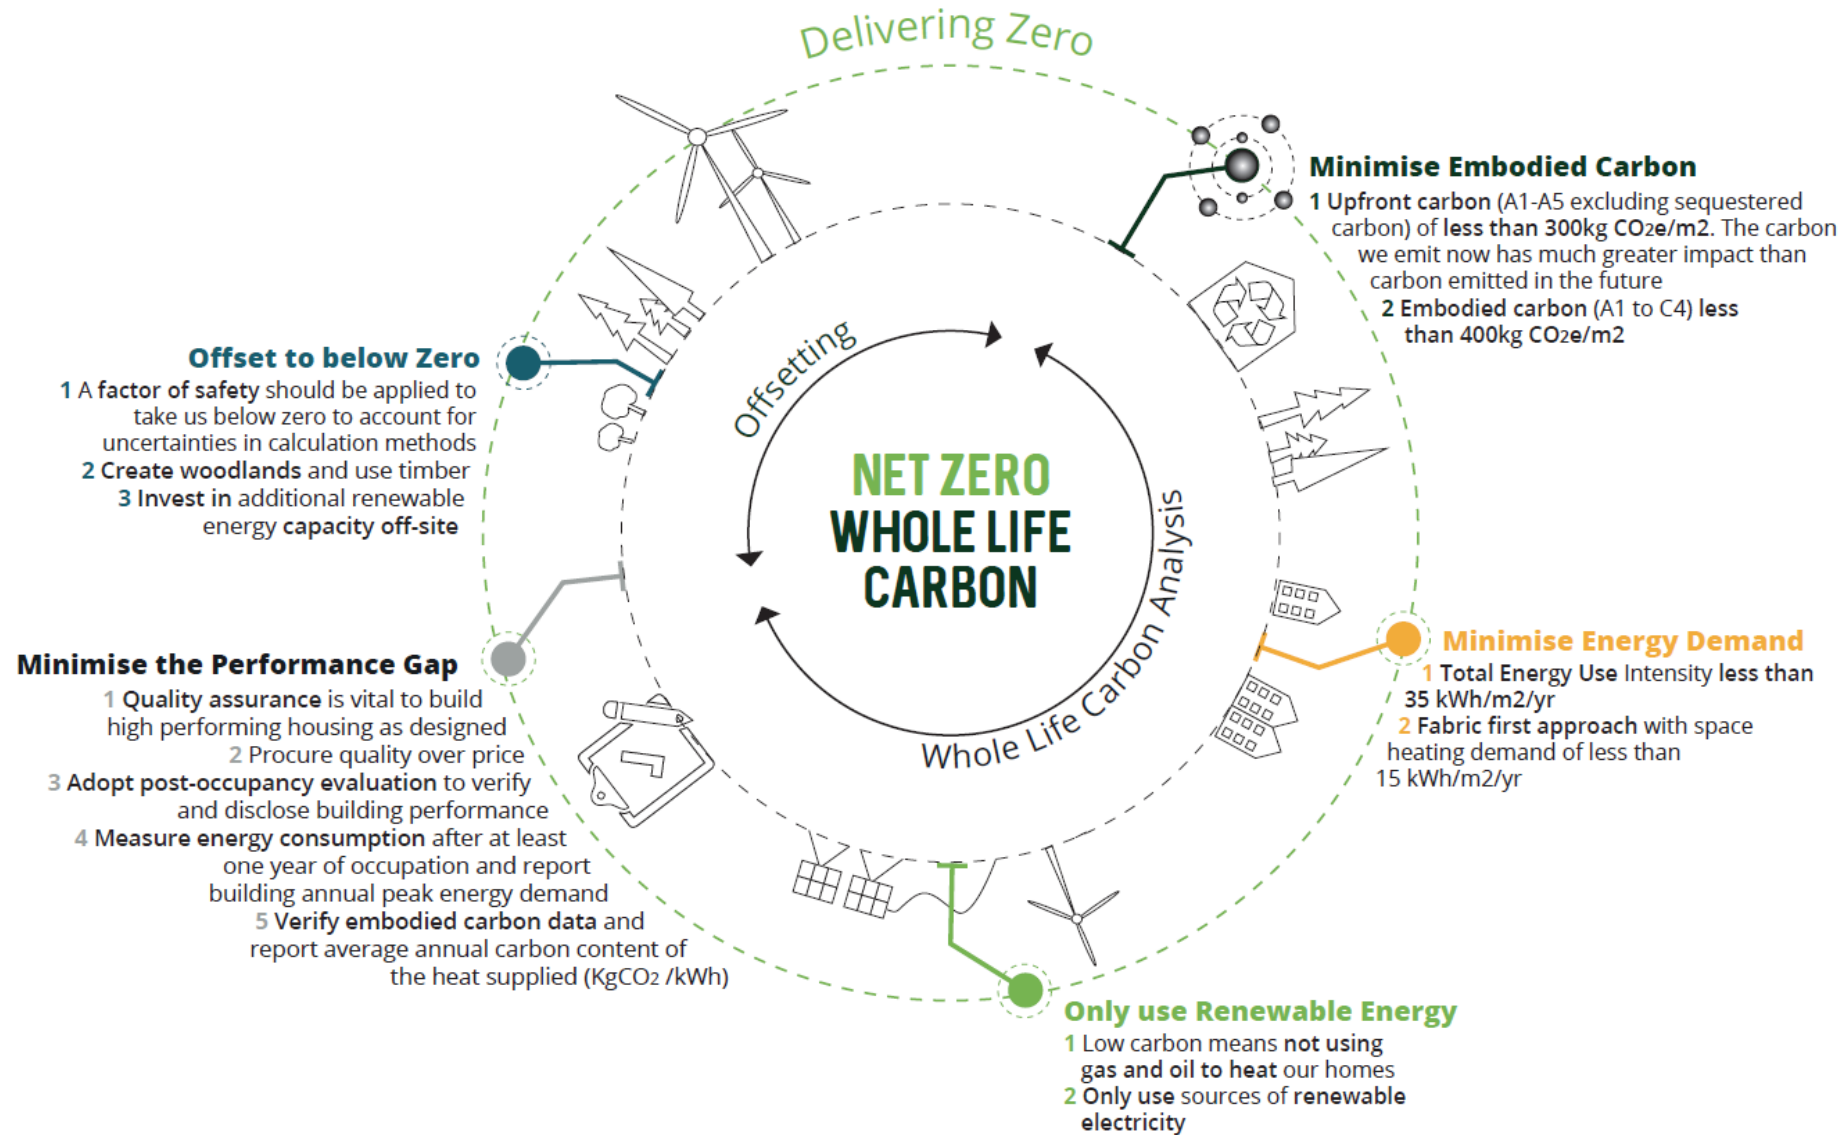 Delivering Zero
Minimise Embodied Carbon
1 Upfront carbon (A1-A5 excluding sequestered
carbon) of less than 300kg CO2e/m2. The carbon
we emit now has much greater impact than
carbon emitted in the future
2 Embodied carbon (A1 to C4) less
than 400kg CO2e/m2
Offsetting
NET ZERO
WHOLE LIFE
CARBON
Whole Life Carbon Analysis
Minimise Energy Demand
1 Total Energy Use Intensity less than
35 kWh/m2/yr
2 Fabric first approach with space
heating demand of less than
15 kWh/m2/yr
Only use Renewable Energy
1 Low carbon means not using
gas and oil to heat our homes
2 Only use sources of renewable
electricity
Minimise the Performance Gap
1 Quality assurance is vital to build
high performing housing as designed
2 Procure quality over price
3 Adopt post-occupancy evaluation to verify
and disclose building performance
4 Measure energy consumption after at least
one year of occupation and report
building annual peak energy demand
5 Verify embodied carbon data and
report average annual carbon content of
the heat supplied (KgCO2 /kWh)
Offset to below Zero
1 A factor of safety should be applied to
take us below zero to account for
uncertainties in calculation methods
2 Create woodlands and use timber
3 Invest in additional renewable
energy capacity off-site